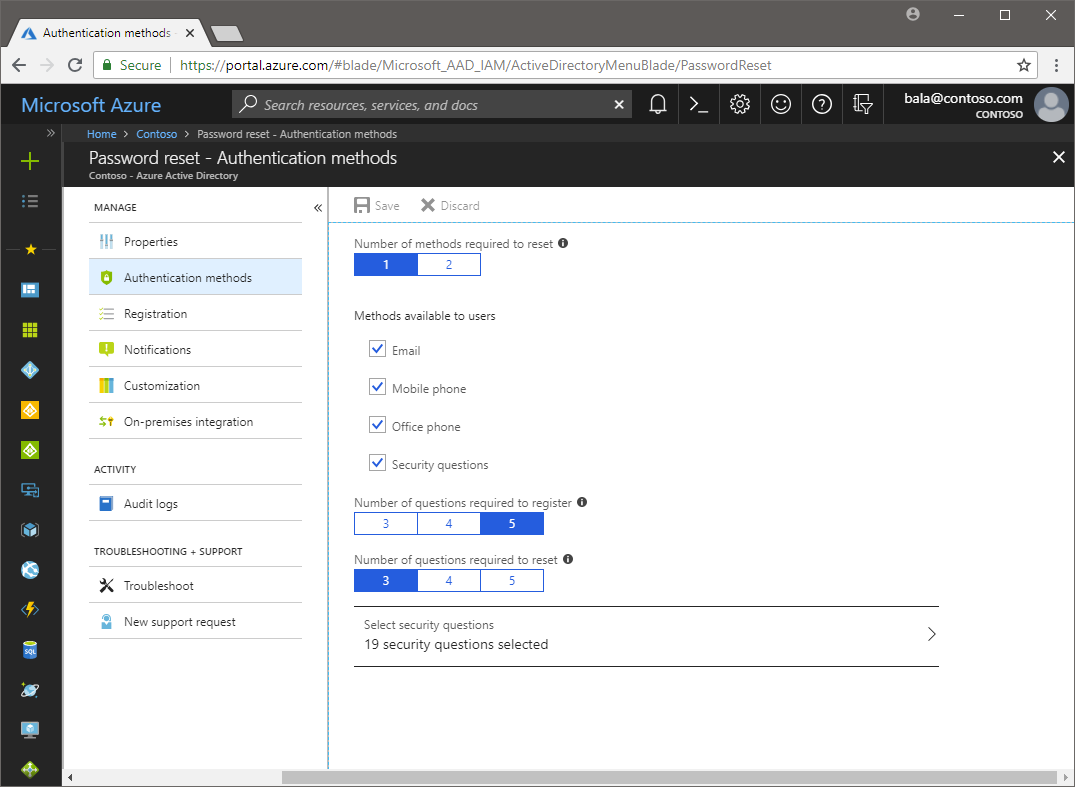 Authentication methods
Secure
https://portal.azure.com/#blade/Microsoft_AAD_IAM/ActiveDirectoryMenuBlade/PasswordReset
Microsoft Azure
Search resources, services, and docs
bala@contoso.com
CONTOSO
Home > Contoso > Password reset - Authentication methods
Password reset - Authentication methods
Contoso - Azure Active Directory
MANAGE
Properties
Authentication methods
Registration
Notifications
Customization
On-premises integration
ACTIVITY
Audit logs
TROUBLESHOOTING + SUPPORT
Troubleshoot
New support request
Save Discard
Number of methods required to reset
1 2
Methods available to users
Email
Mobile phone
Office phone
Security questions
Number of questions required to register
3 4 5
Number of questions required to reset
3 4 5
Select security questions
19 security questions selected
SQL